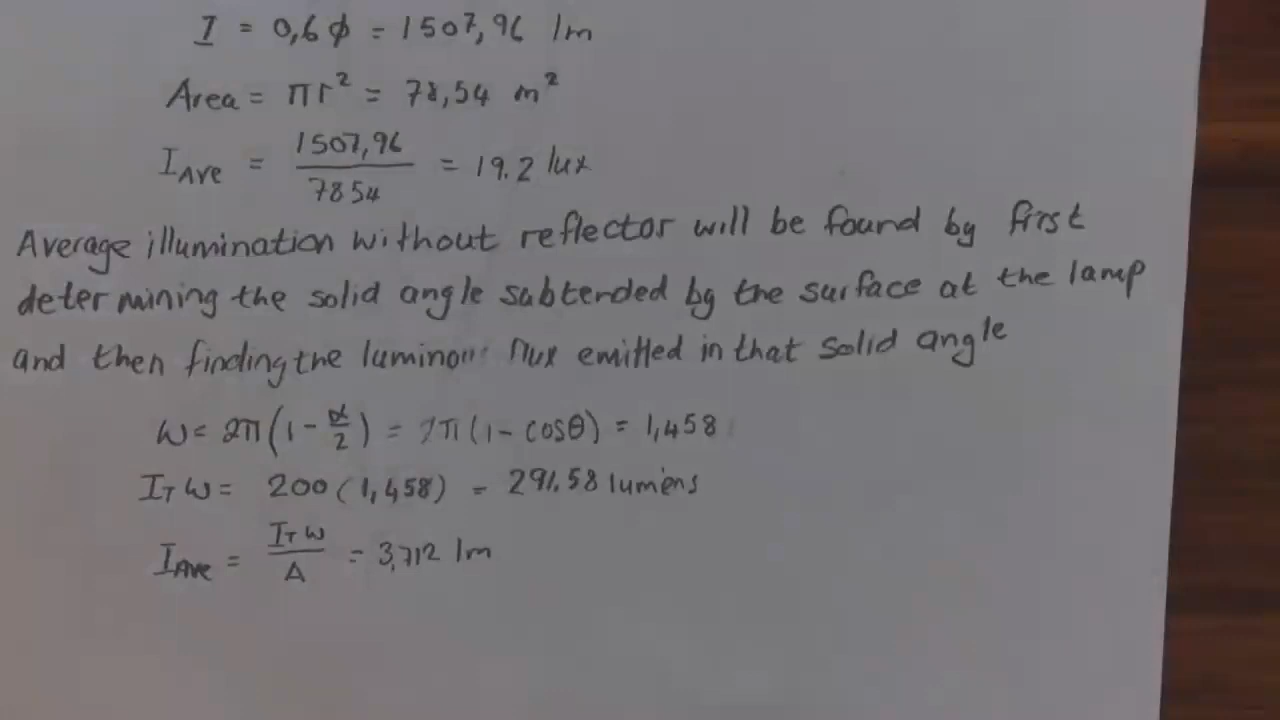 I = 0,6 φ = 1507,96 lm
Area = πr² = 78,54 m²
I_AVE = 1507,96 / 7854 = 19.2 lux
Average illumination without reflector will be found by first
determining the solid angle subtended by the surface at the lamp
and then finding the luminous flux emitted in that solid angle
W = 2π(1 - α/2) = 2π(1 - cosθ) = 1,458
I_T W = 200 (1,458) = 291,58 lumens
I_AVE = I_T W / A = 3,712 lm